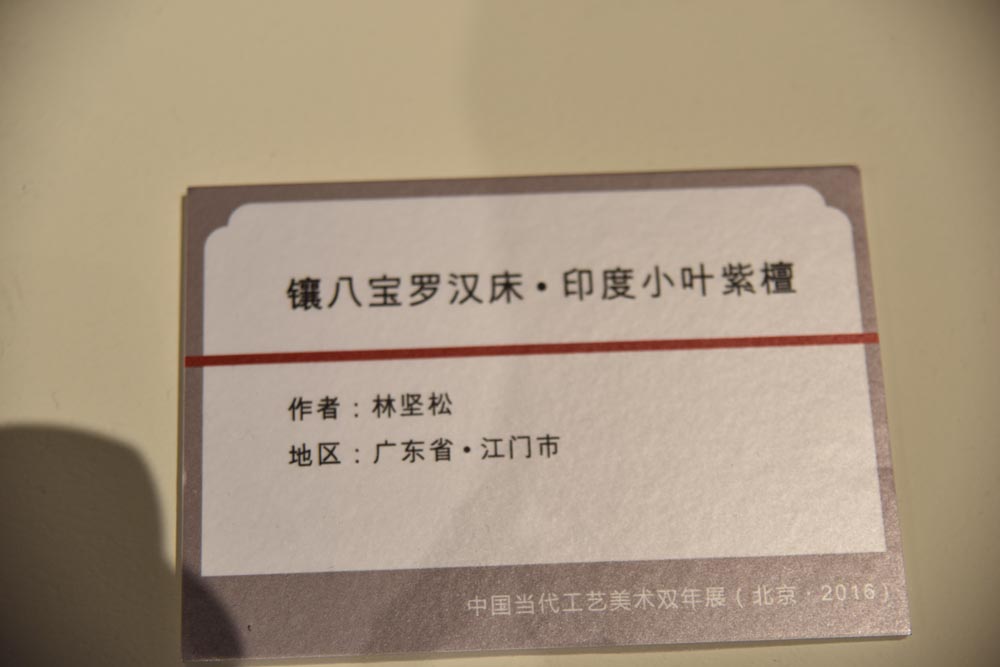 镶八宝罗汉床•印度小叶紫檀
作者：林坚松
地区：广东省•江门市
中国当代工艺美术双年展（北京·2016）